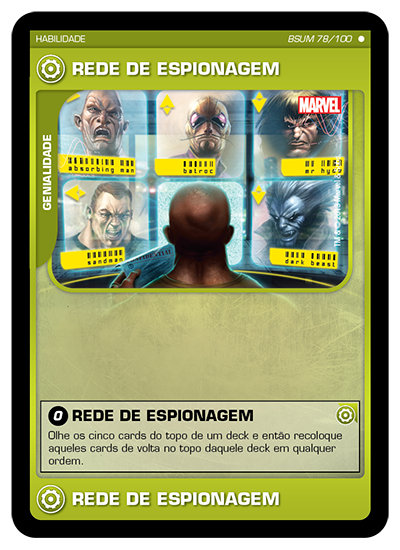 HABILIDADE
BSUM 78/100
REDE DE ESPIONAGEM
MARVEL
GENIALIDADE
absorbing man
batroc
sandman
dark beast
0 REDE DE ESPIONAGEM
Olhe os cinco cards do topo de um deck e então recoloque
aqueles cards de volta no topo daquele deck em qualquer
ordem.
REDE DE ESPIONAGEM